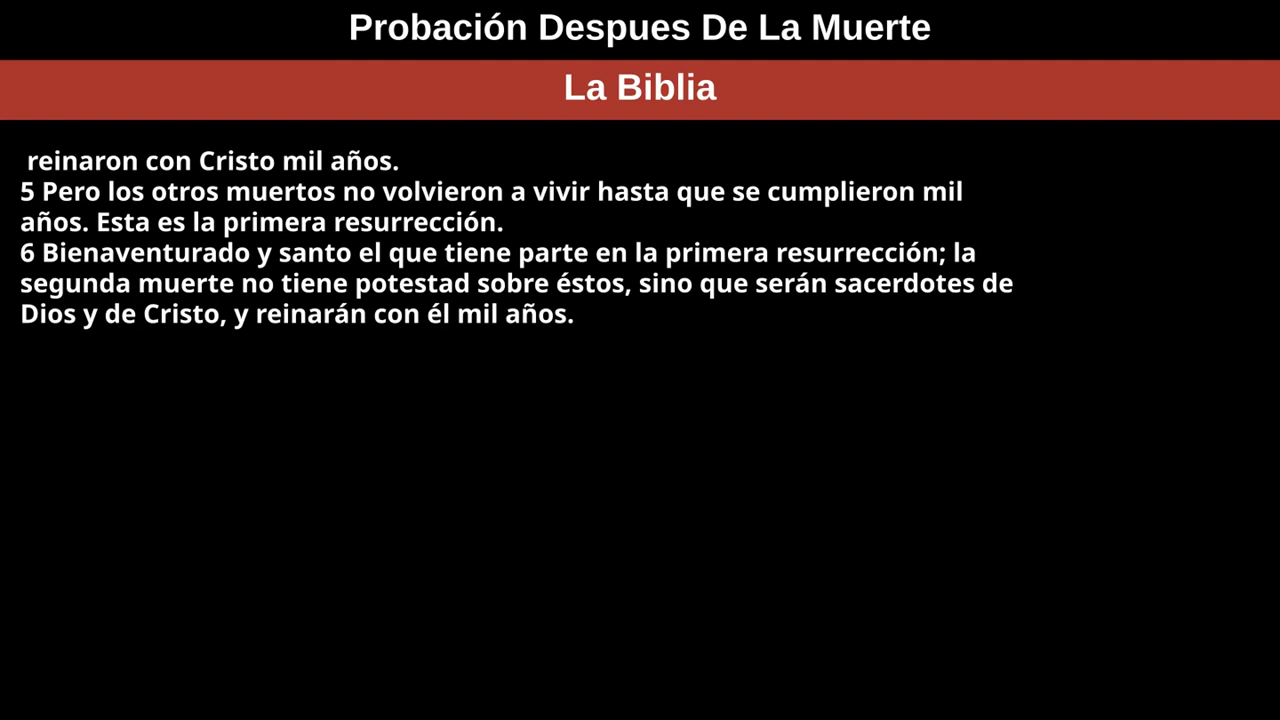 Probación Despues De La Muerte
La Biblia
reinaron con Cristo mil años.
5 Pero los otros muertos no volvieron a vivir hasta que se cumplieron mil
años. Esta es la primera resurrección.
6 Bienaventurado y santo el que tiene parte en la primera resurrección; la
segunda muerte no tiene potestad sobre éstos, sino que serán sacerdotes de
Dios y de Cristo, y reinarán con él mil años.